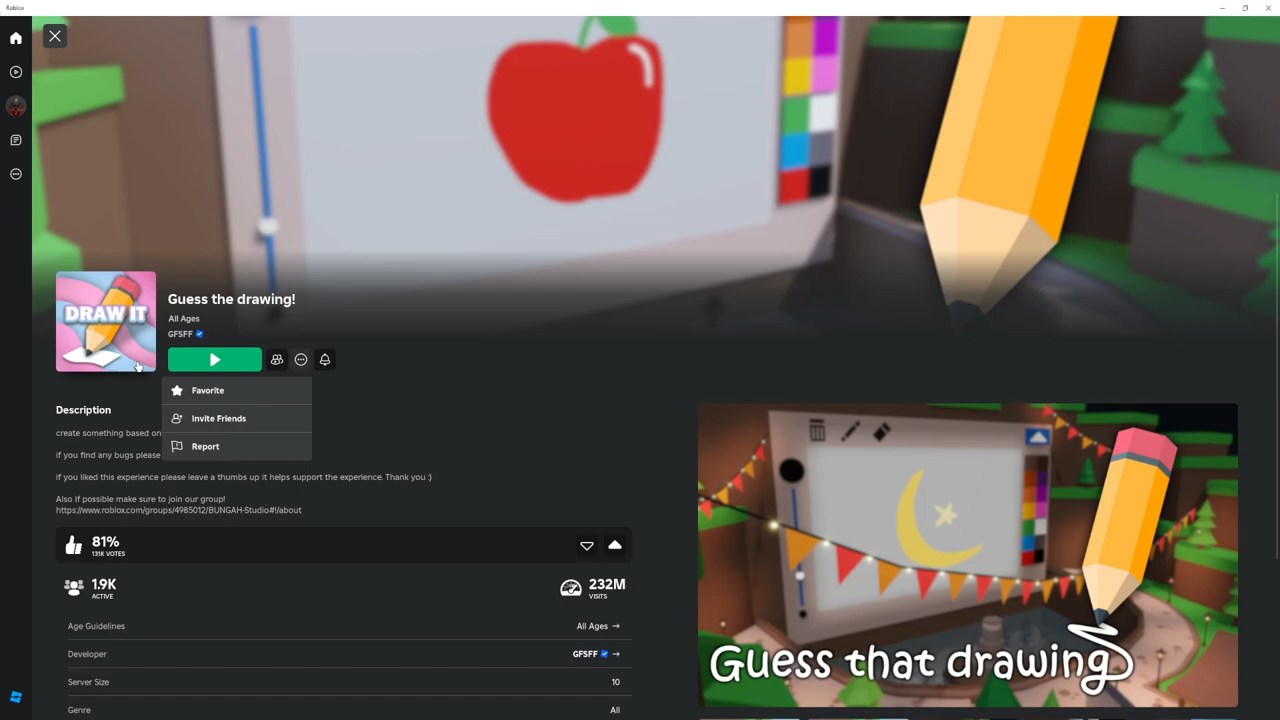 Roblox
DRAW IT
Guess the drawing!
All Ages
GFSFF
Favorite
Invite Friends
Report
Description
create something based on
if you find any bugs please
if you liked this experience please leave a thumbs up it helps support the experience. Thank you :)
Also if possible make sure to join our group!
https://www.roblox.com/groups/4985012/BUNGAH-Studio#!/about
81%
131K VOTES
1.9K
ACTIVE
232M
VISITS
Age Guidelines
All Ages →
Developer
GFSFF →
Server Size
10
Genre
All
Guess that drawing